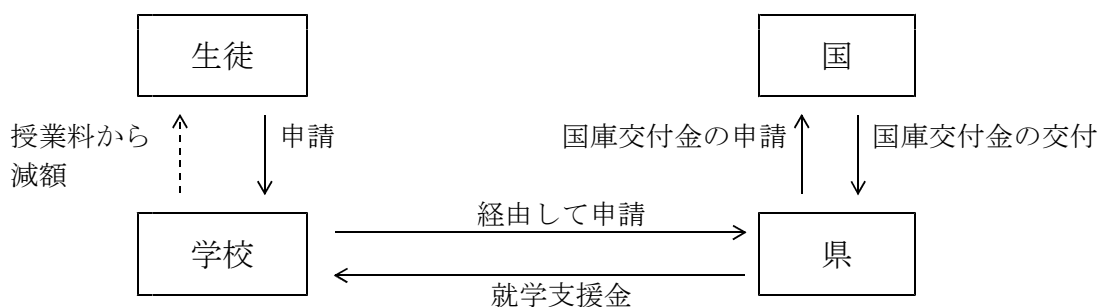 生徒
国
授業料から
減額
申請
国庫交付金の申請
国庫交付金の交付
学校
経由して申請
県
就学支援金